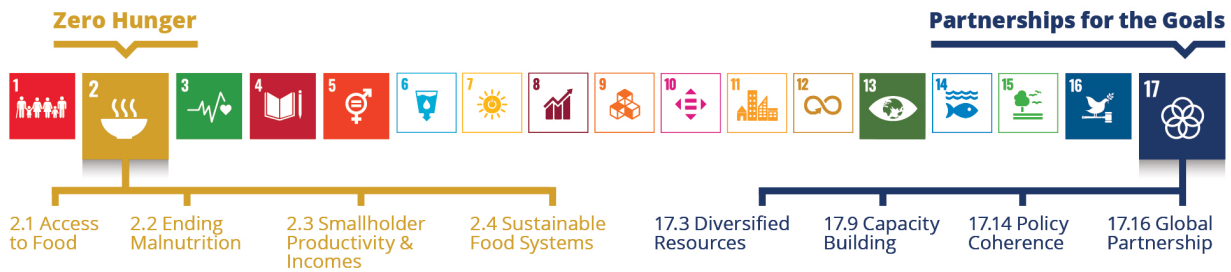 Zero Hunger
Partnerships for the Goals
1
2
3
4
5
6
7
8
9
10
11
12
13
14
15
16
17
2.1 Access
to Food
2.2 Ending
Malnutrition
2.3 Smallholder
Productivity &
Incomes
2.4 Sustainable
Food Systems
17.3 Diversified
Resources
17.9 Capacity
Building
17.14 Policy
Coherence
17.16 Global
Partnership